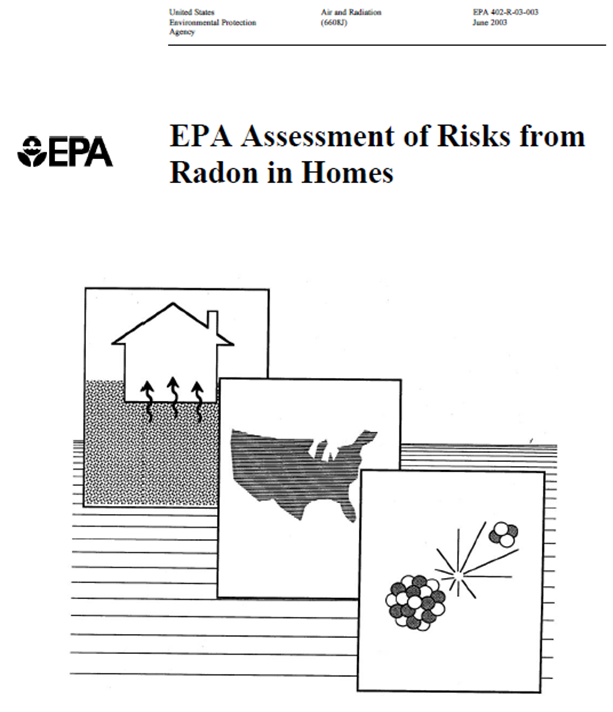 United States
Environmental Protection
Agency
Air and Radiation
(6608J)
EPA 402-R-03-003
June 2003
EPA
EPA Assessment of Risks from
Radon in Homes